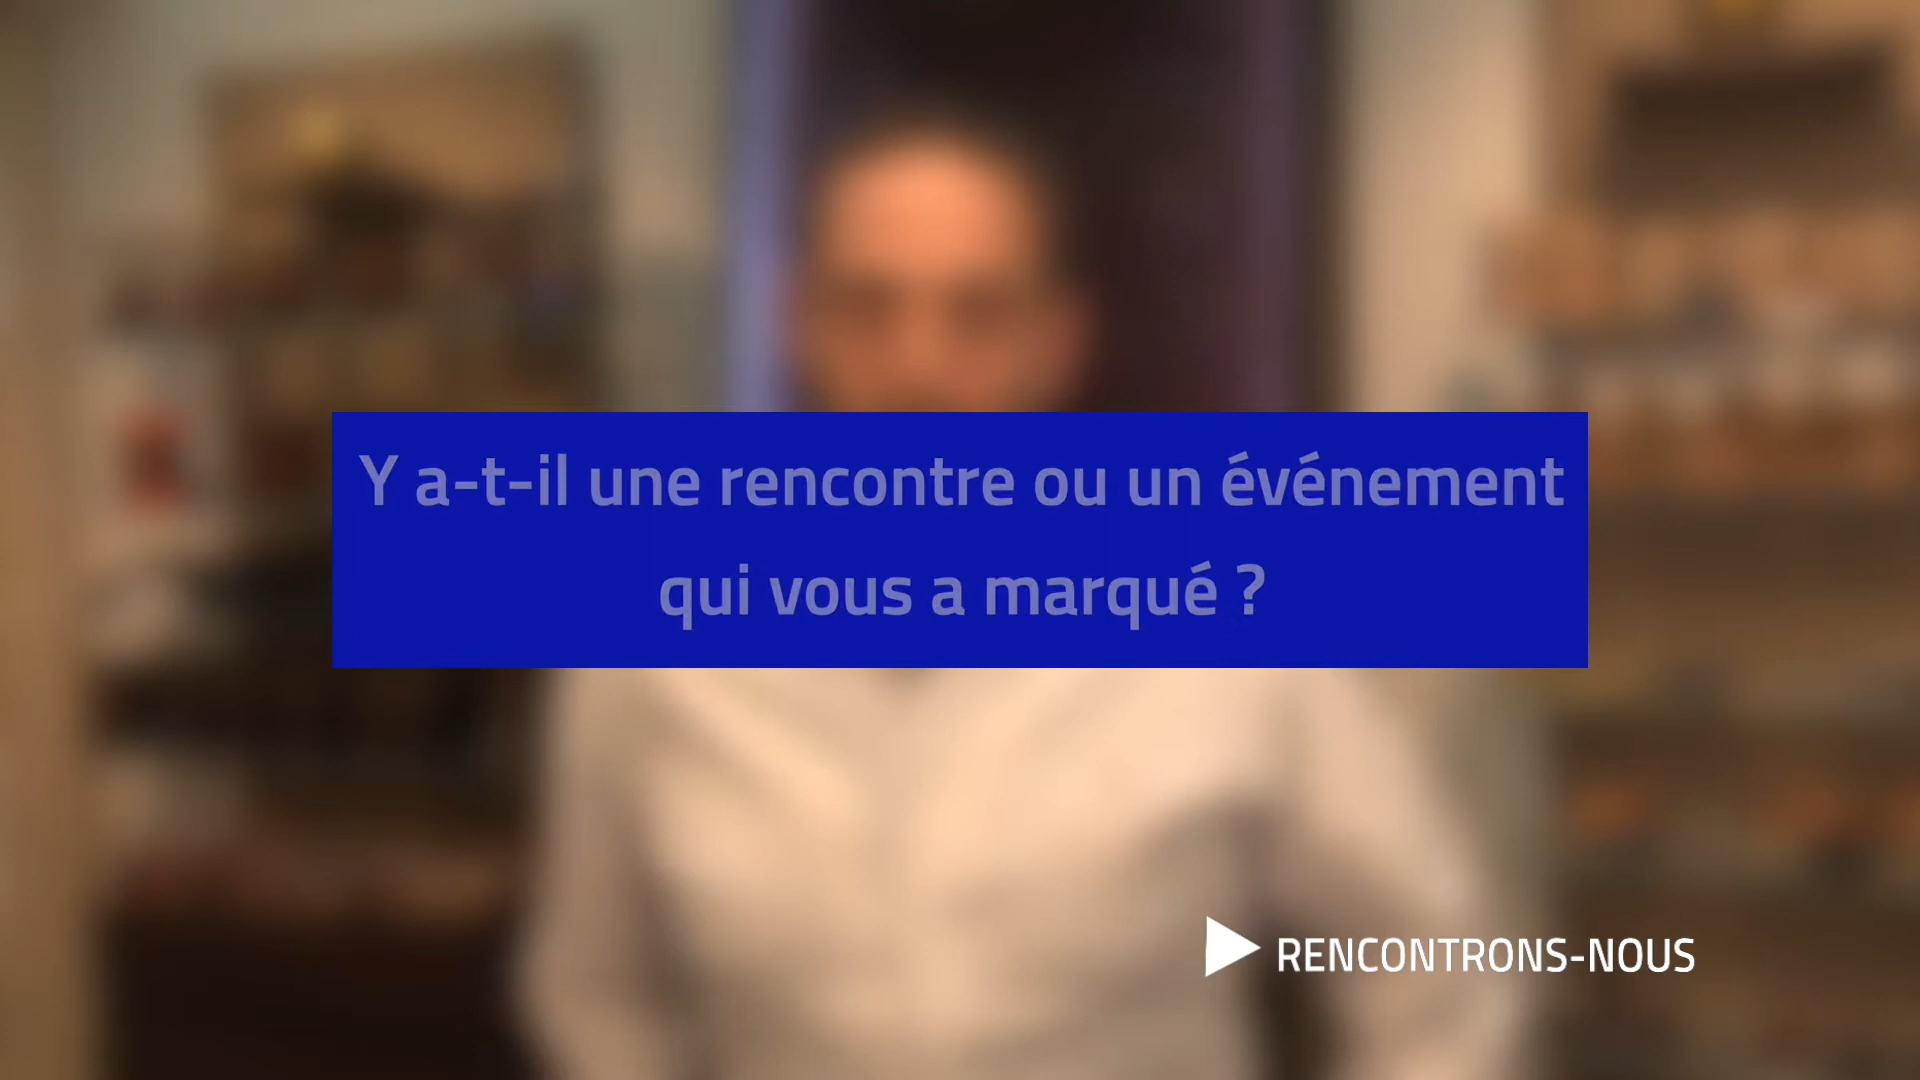 Y a-t-il une rencontre ou un événement
qui vous a marqué ?
RENCONTRONS-NOUS